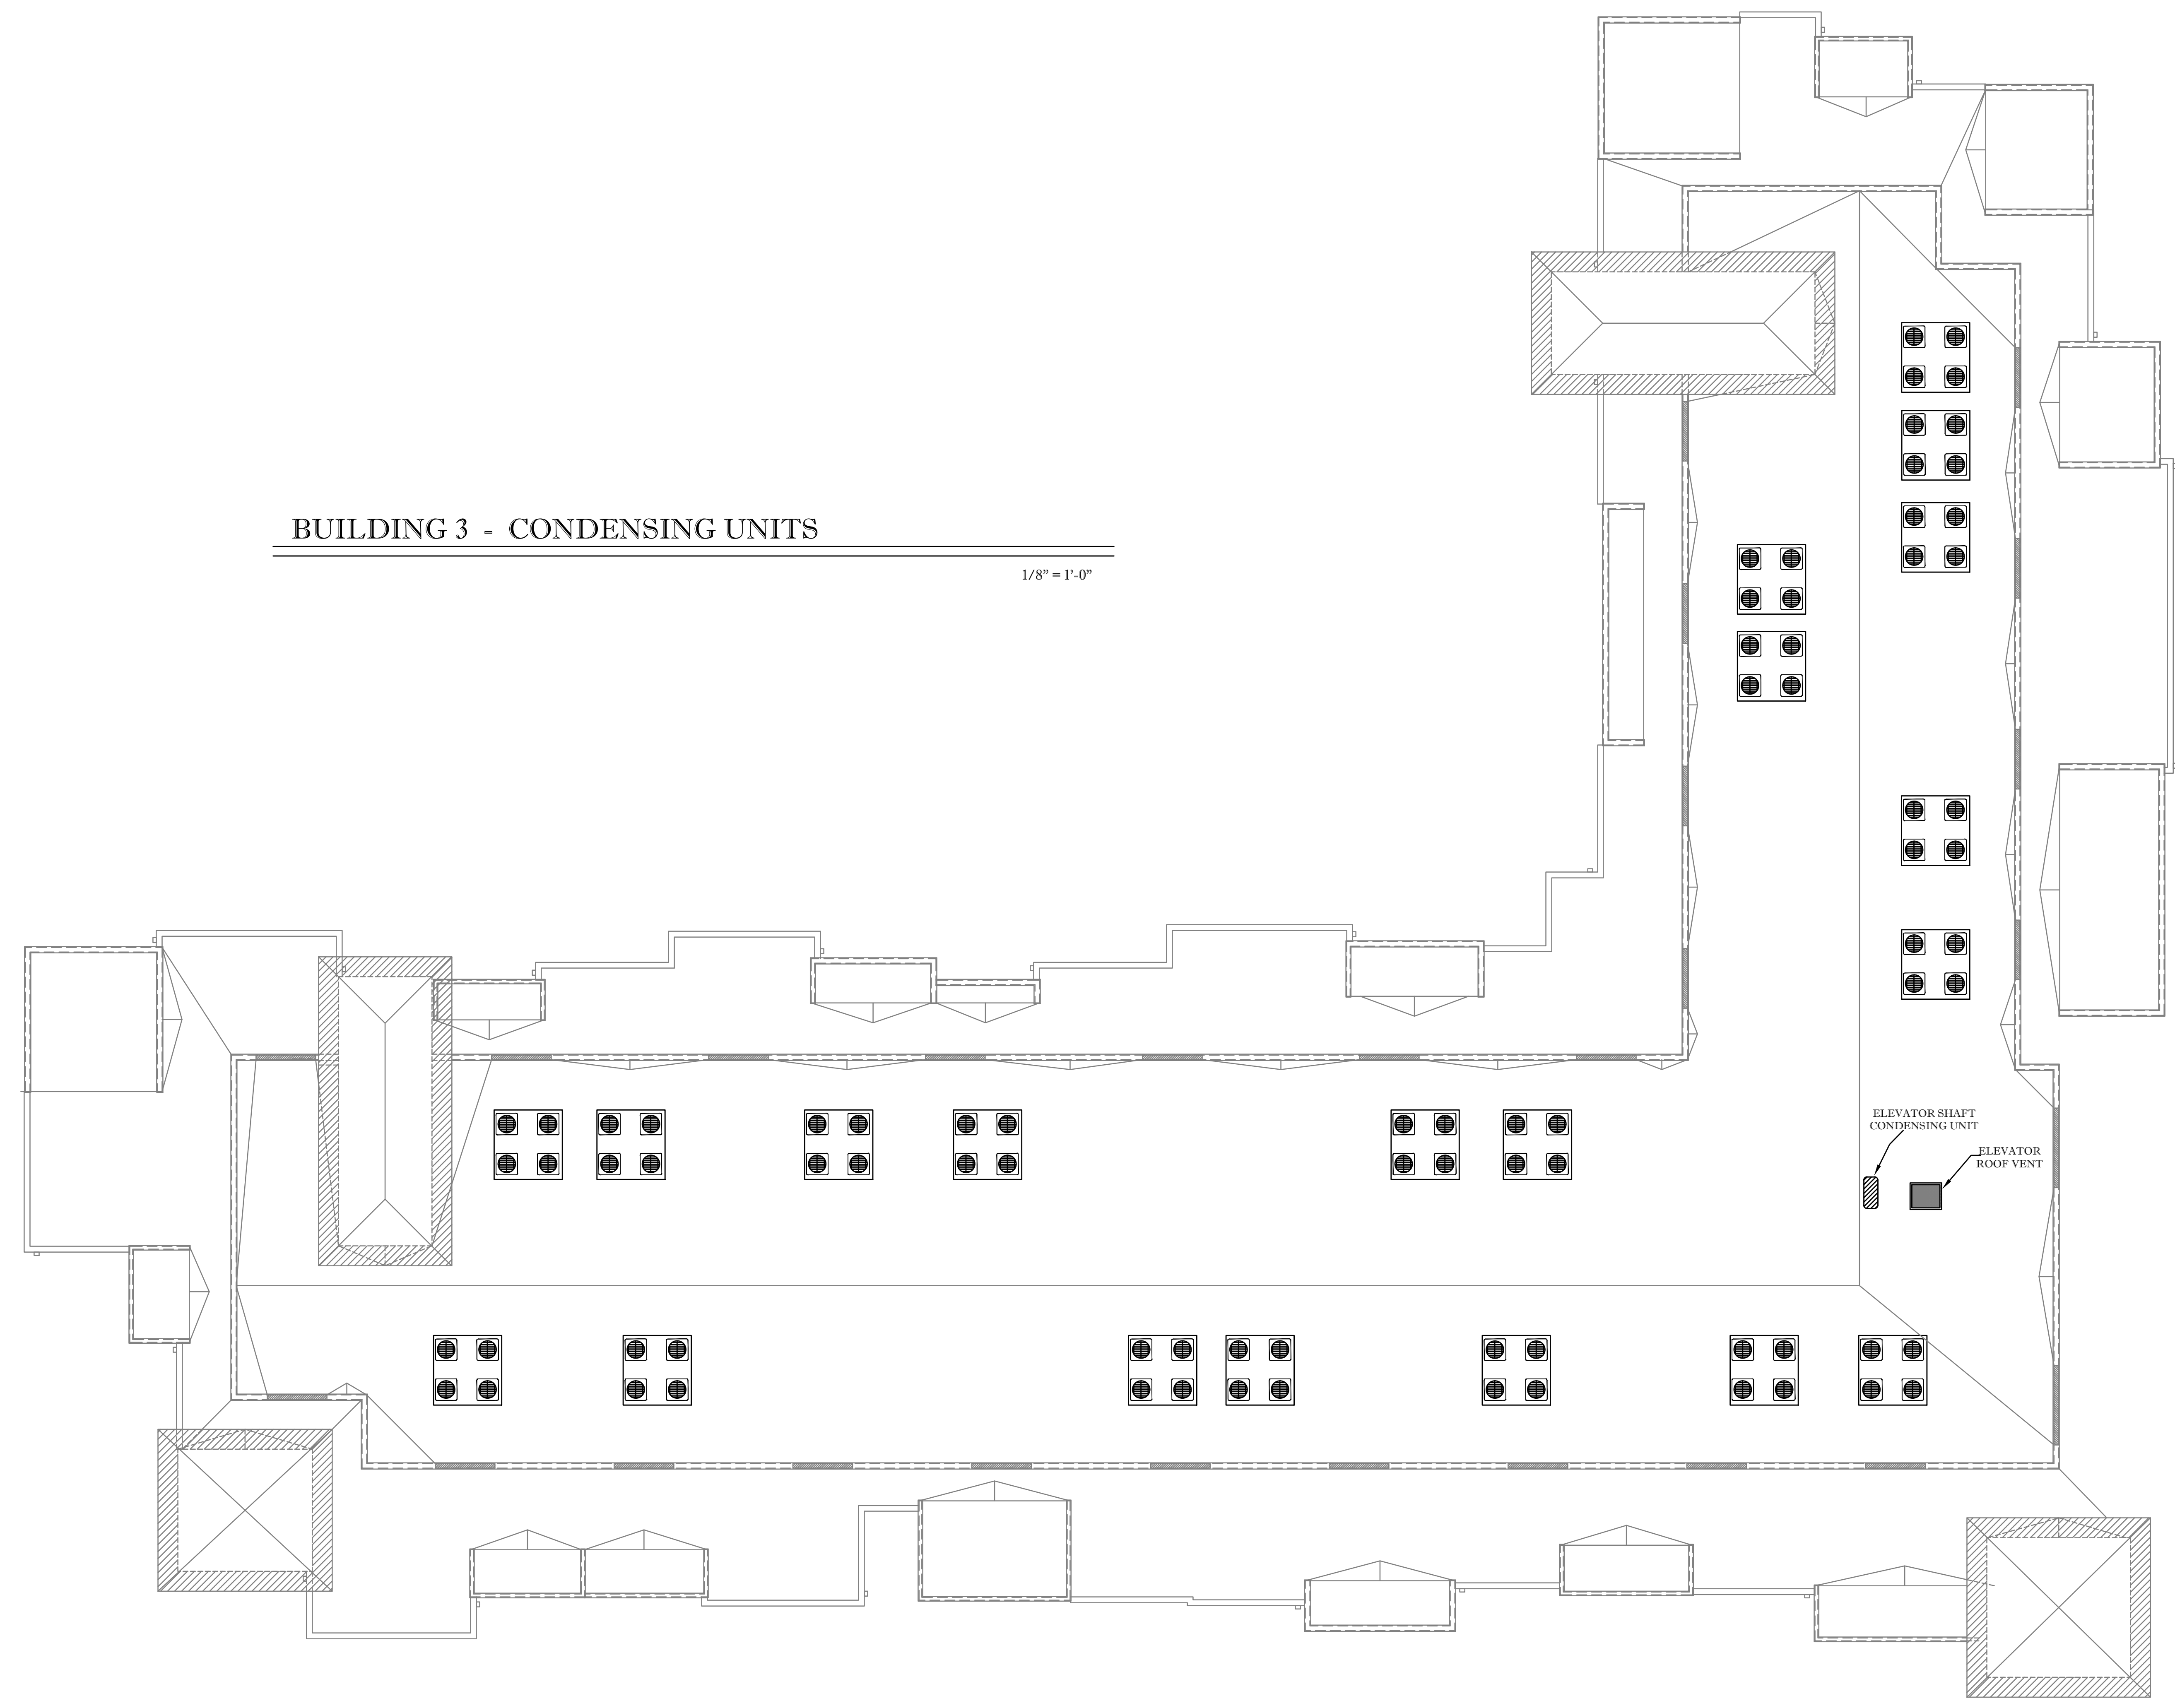 BUILDING 3 - CONDENSING UNITS
1/8" = 1'-0"
ELEVATOR SHAFT
CONDENSING UNIT
ELEVATOR
ROOF VENT